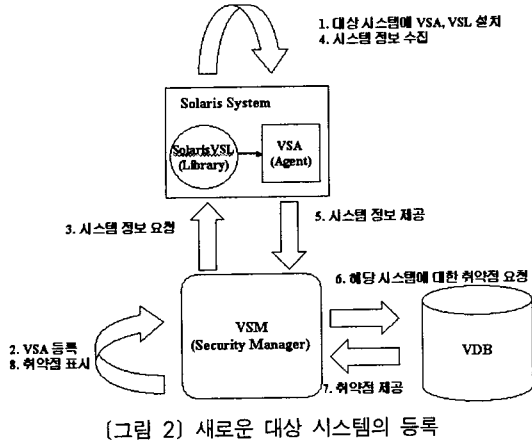 1. 대상 시스템에 VSA, VSL 설치
4. 시스템 정보 수집
Solaris System
SolarisVSL
(Library)
VSA
(Agent)
3. 시스템 정보 요청
5. 시스템 정보 제공
6. 해당 시스템에 대한 취약점 요청
VSM
(Security Manager)
VDB
2. VSA 등록
8. 취약점 표시
7. 취약점 제공
[그림 2] 새로운 대상 시스템의 등록